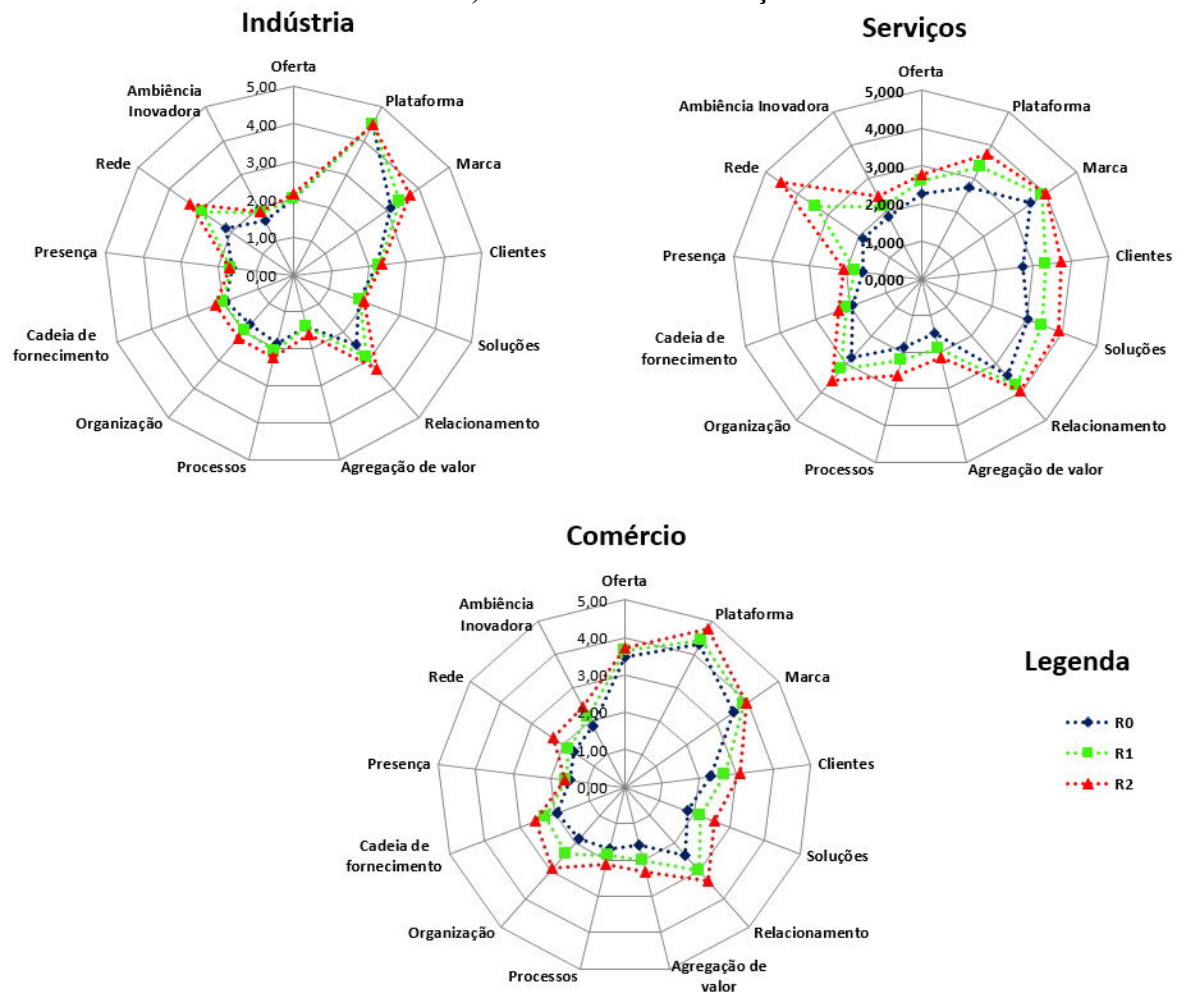 Indústria
Oferta
5,00
4,00
3,00
2,00
1,00
0,00
Plataforma
Marca
Clientes
Soluções
Relacionamento
Agregação de valor
Processos
Organização
Cadeia de
fornecimento
Presença
Rede
Ambiência
Inovadora
Serviços
Oferta
5,000
4,000
3,000
2,000
1,000
0,000
Plataforma
Marca
Clientes
Soluções
Relacionamento
Agregação de valor
Processos
Organização
Cadeia de
fornecimento
Presença
Rede
Ambiência Inovadora
Comércio
Oferta
5,00
4,00
3,00
2,00
1,00
0,00
Plataforma
Marca
Clientes
Soluções
Relacionamento
Agregação de
valor
Processos
Organização
Cadeia de
fornecimento
Presença
Rede
Ambiência
Inovadora
Legenda
R0
R1
R2